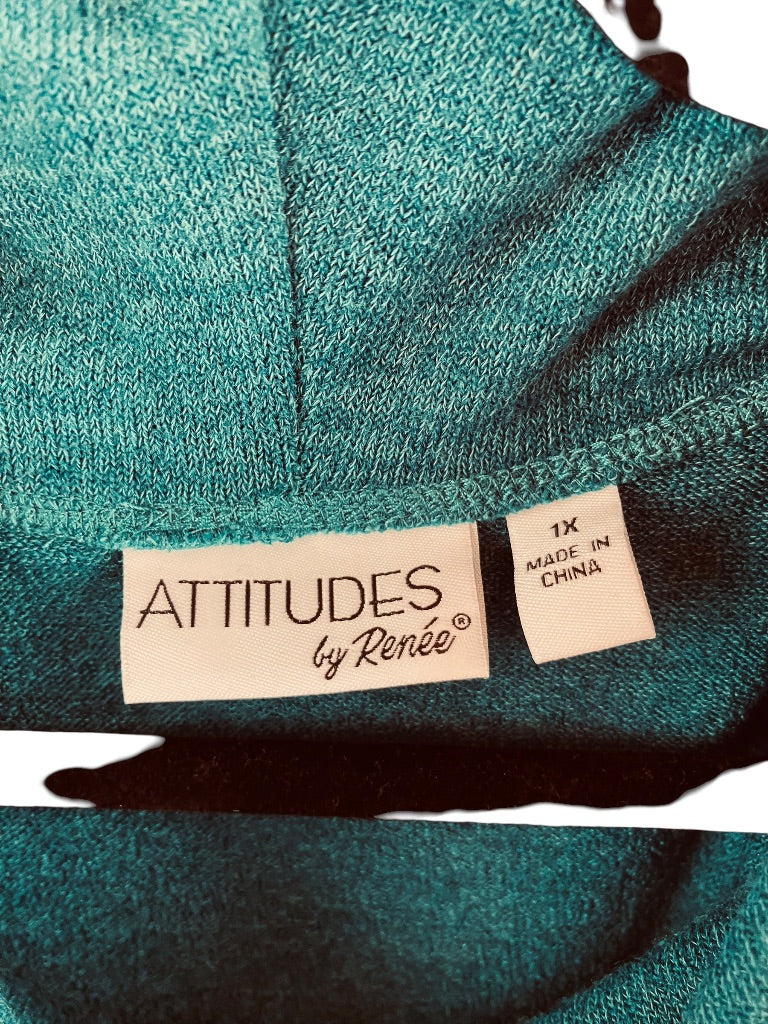 ATTITUDES
by Renée®
1X
MADE IN
CHINA